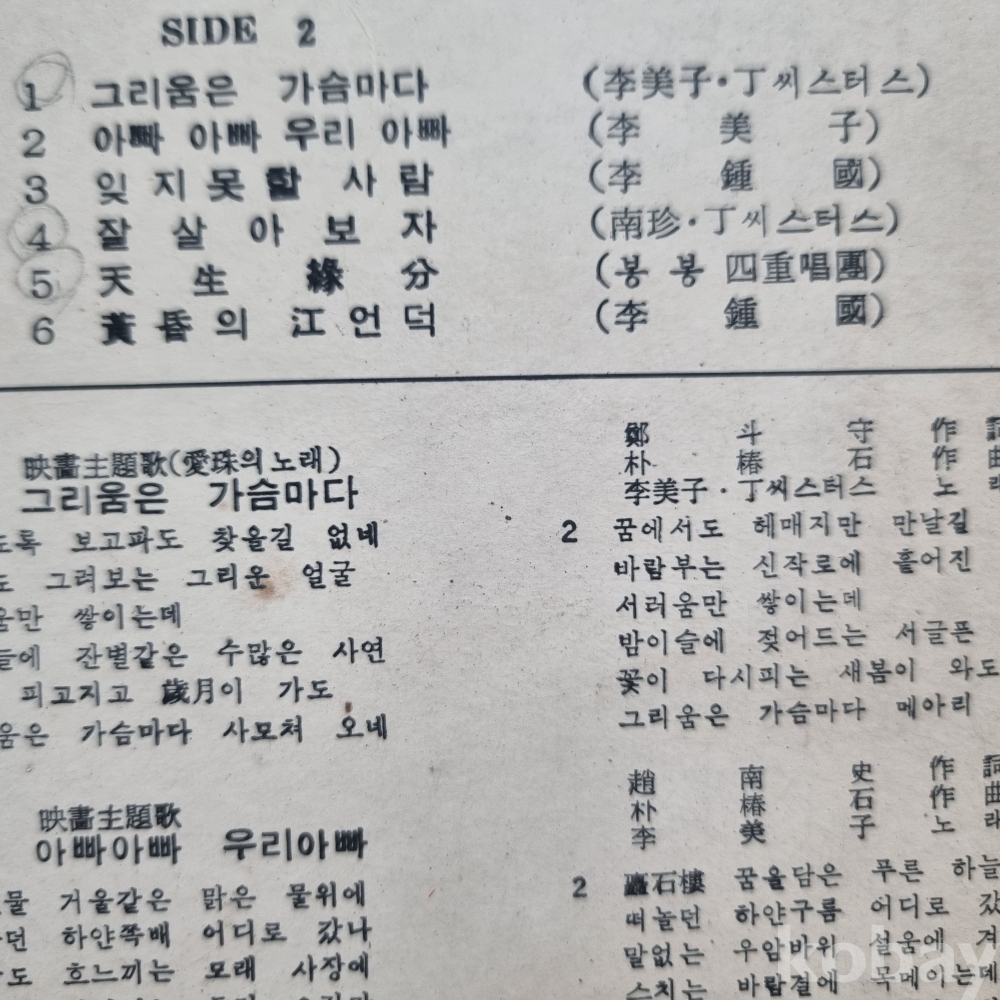 SIDE 2
1 그리움은 가슴마다 (李美子·丁씨스터스)
2 아빠 아빠 우리 아빠 (李美子)
3 잊지못할 사람 (李鍾國)
4 잘살아보자 (南珍·丁씨스터스)
5 天生緣分 (봉봉四重唱團)
6 黃昏의 江언덕 (李鍾國)
映畵主題歌(愛珠의노래)
그리움은 가슴마다
鄭斗守作詞
朴椿石作曲
李美子·丁씨스터스 노래
도록 보고파도 찾을길 없네
도 그려보는 그리운 얼굴
움만 쌓이는데
들에 잔별같은 수많은 사연
피고지고 歲月이 가도
움은 가슴마다 사모쳐 오네
2 꿈에서도 헤매지만 만날길
바람부는 신작로에 흩어진
서러움만 쌓이는데
밤이슬에 젖어드는 서글픈
꽃이 다시피는 새봄이 와도
그리움은 가슴마다 메아리
映畵主題歌
아빠아빠 우리아빠
趙南史作詞
朴椿石作曲
李美子노래
물 거울같은 맑은 물위에
던 하얀쪽배 어디로 갔나
도 흐느끼는 모래 사장에
2 矗石樓 꿈을담은 푸른 하늘
떠놀던 하얀구름 어디로 갔
말없는 우암바위 설움에 겨
스치는 바람결에 목메이는데
kobay